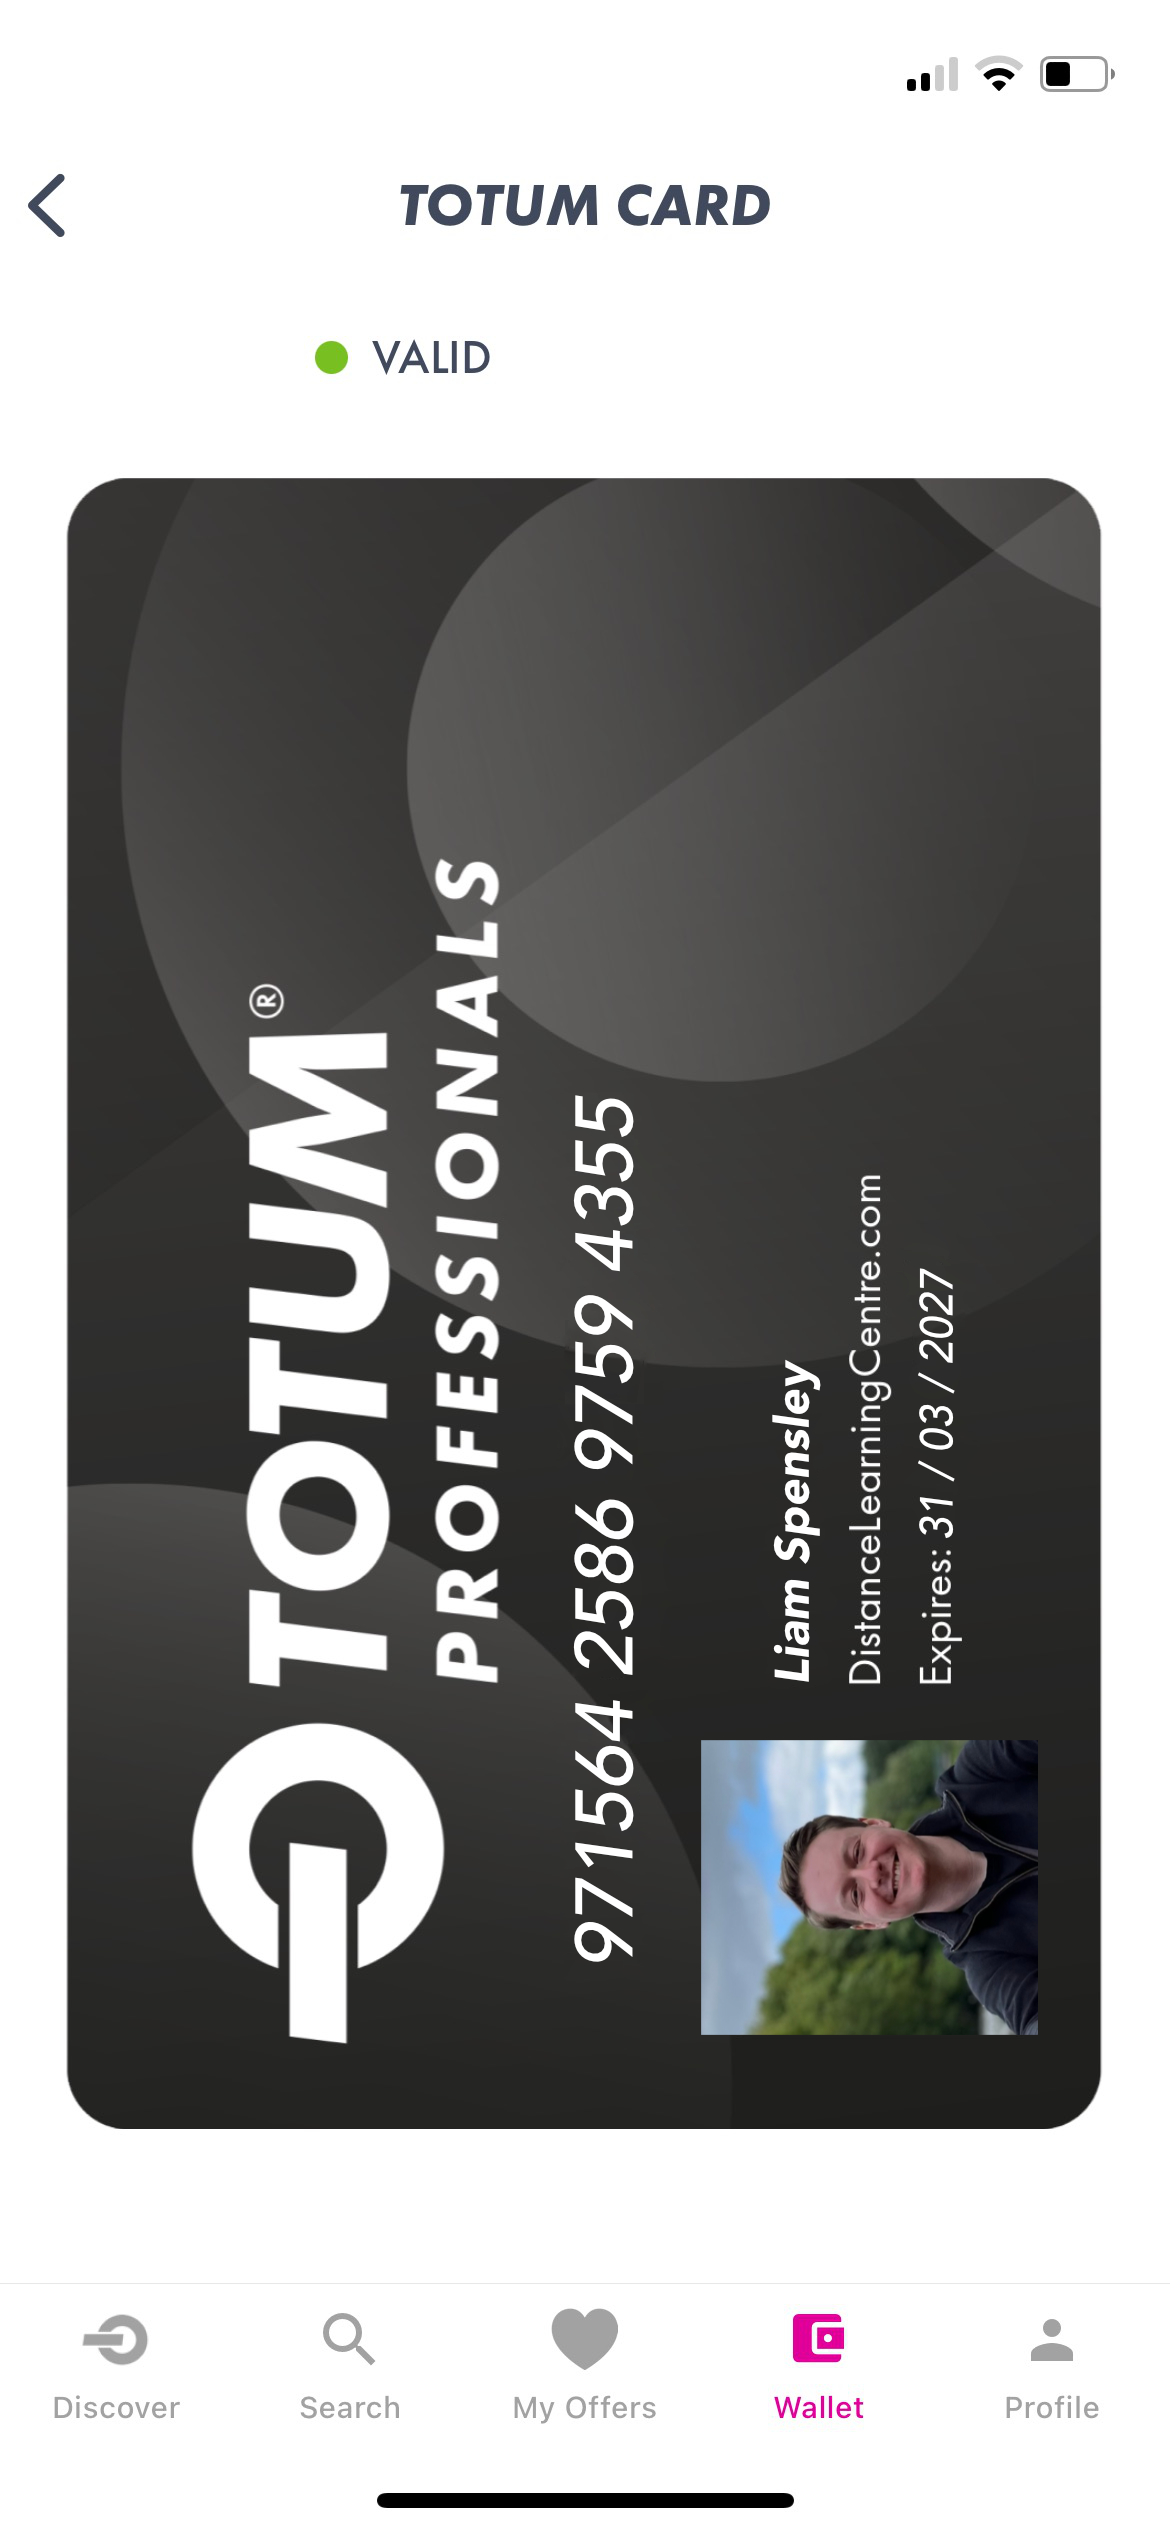 TOTUM CARD
VALID
TOTUM®
PROFESSIONALS
971564 2586 9759 4355
Liam Spensley
DistanceLearningCentre.com
Expires: 31 / 03 / 2027
Discover
Search
My Offers
Wallet
Profile